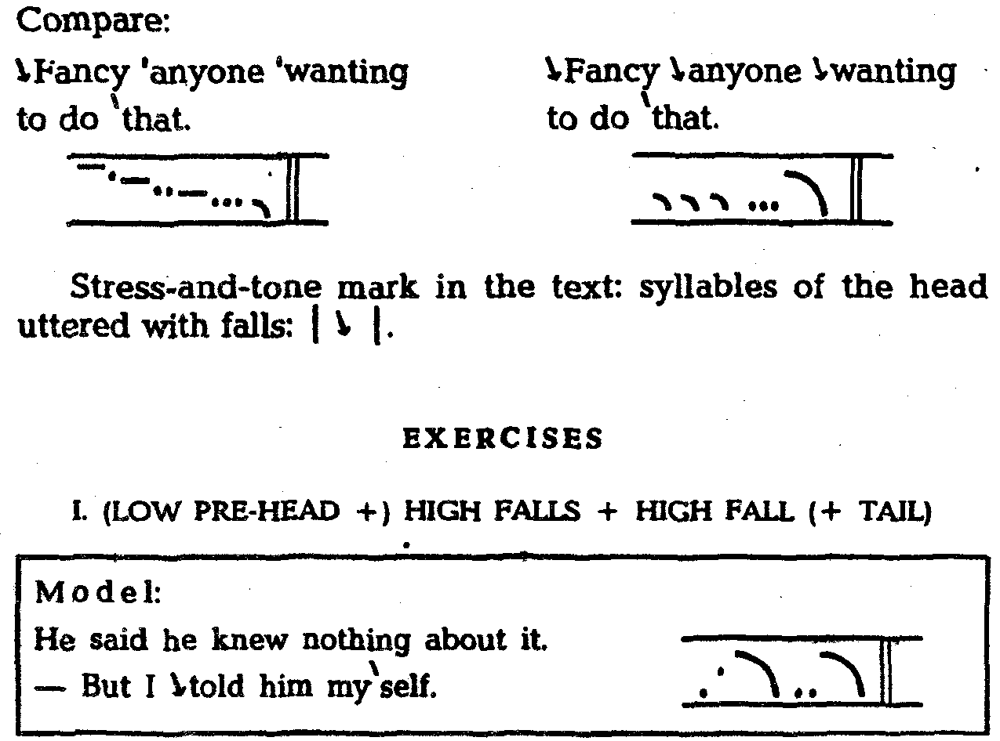 Compare:
↘Fancy 'anyone 'wanting
to do ˋthat.
↘Fancy ↘anyone ↘wanting
to do ˋthat.
Stress-and-tone mark in the text: syllables of the head
uttered with falls: | ↘ |.
EXERCISES
I. (LOW PRE-HEAD +) HIGH FALLS + HIGH FALL (+ TAIL)
Model:
He said he knew nothing about it.
— But I ↘told him myˋself.